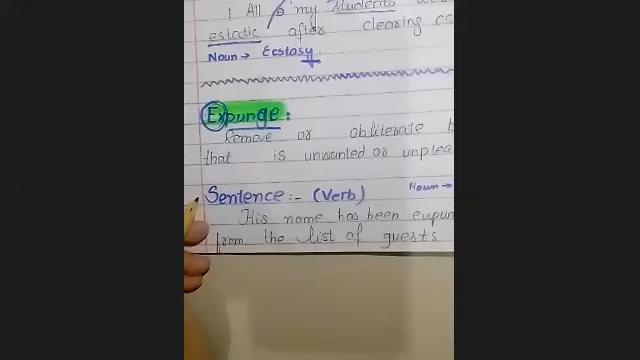 ! All of my Students
estatic after clearing
Noun → Ecstasy
Expunge :
Remove or obliterate
that is unwanted or unplea
Sentence :- (Verb) Noun →
His name has been expun
from the list of guests